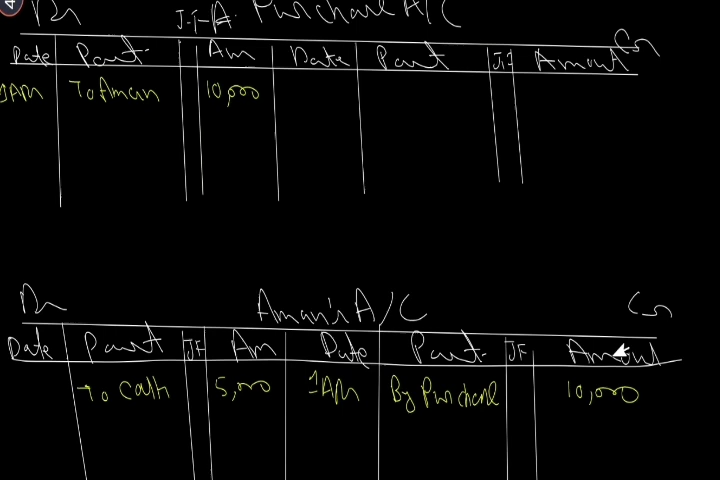 Dr J.F.A. Purchase A/C Cr
Date Part. Am Date Part JF Amount
1 Apr To Aman 10,000
Dr Aman's A/C Cr
Date Part JF Am Date Part. JF Amount
To Cash 5,000 1 Apr By Purchase 10,000